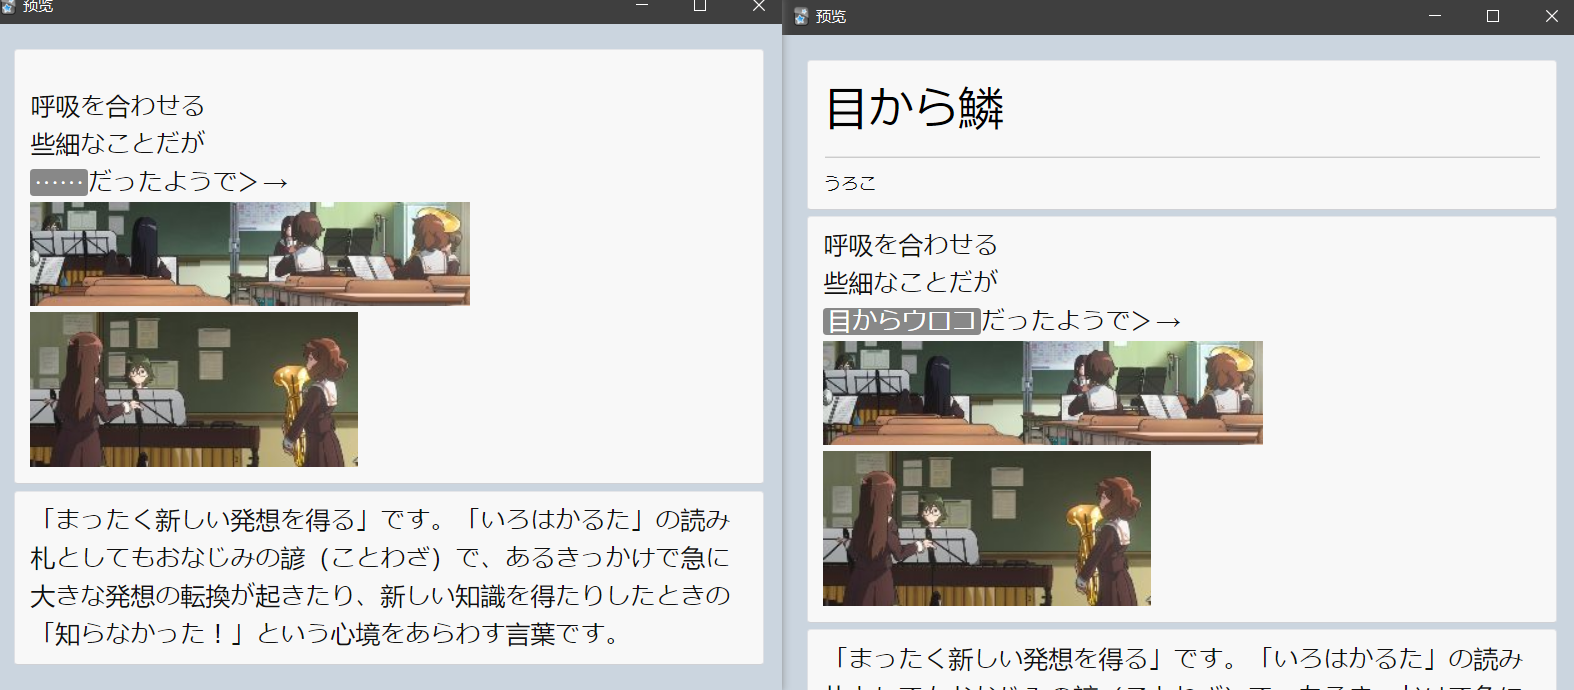 预览
呼吸を合わせる
些細なことだが
……だったようで＞→
「まったく新しい発想を得る」です。「いろはかるた」の読み
札としてもおなじみの諺（ことわざ）で、あるきっかけで急に
大きな発想の転換が起きたり、新しい知識を得たりしたときの
「知らなかった！」という心境をあらわす言葉です。
预览
目から鱗
うろこ
呼吸を合わせる
些細なことだが
目からウロコだったようで＞→
「まったく新しい発想を得る」です。「いろはかるた」の読み